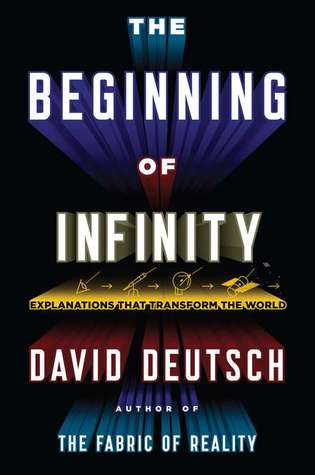 THE
BEGINNING
OF
INFINITY
EXPLANATIONS THAT TRANSFORM THE WORLD
DAVID DEUTSCH
AUTHOR OF
THE FABRIC OF REALITY